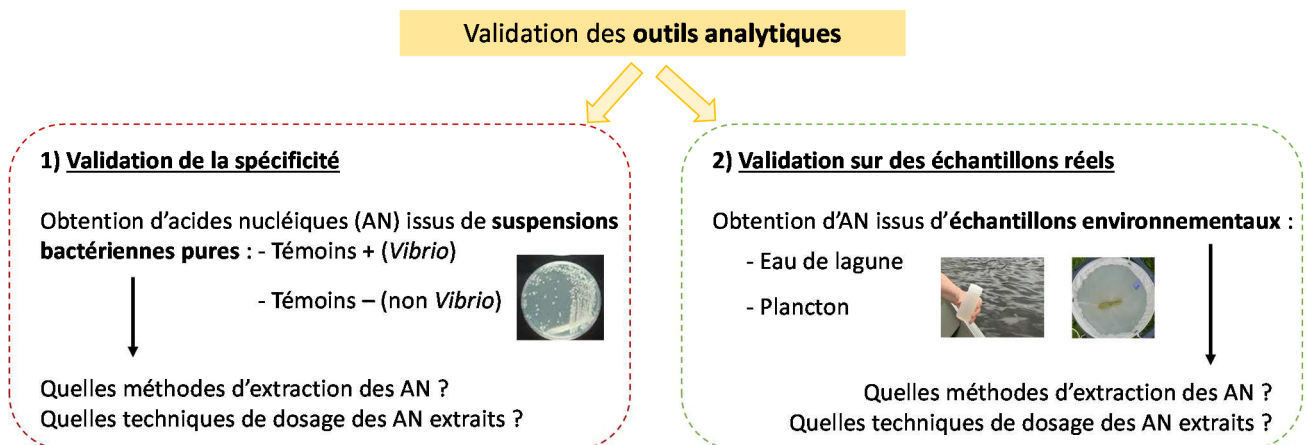 Validation des outils analytiques
1) Validation de la spécificité
Obtention d'acides nucléiques (AN) issus de suspensions
bactériennes pures : - Témoins + (Vibrio)
- Témoins – (non Vibrio)
Quelles méthodes d'extraction des AN ?
Quelles techniques de dosage des AN extraits ?
2) Validation sur des échantillons réels
Obtention d'AN issus d'échantillons environnementaux :
- Eau de lagune
- Plancton
Quelles méthodes d'extraction des AN ?
Quelles techniques de dosage des AN extraits ?